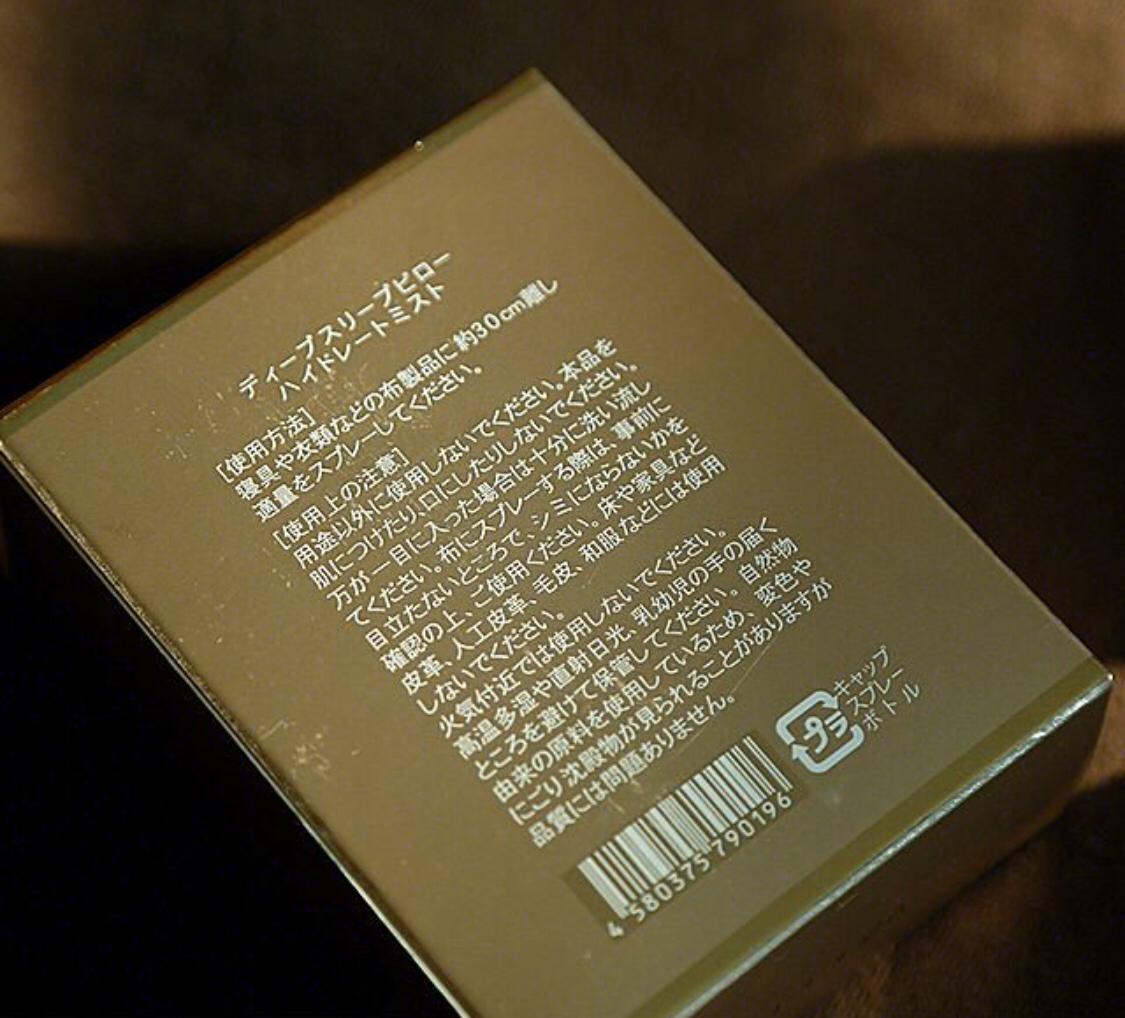 ディープスリープピロー
ハイドレートミスト
[使用方法]
寝具や衣類などの布製品に約30cm離し
適量をスプレーしてください。
[使用上の注意]
用途以外に使用しないでください。本品を
肌につけたり、口にしたりしないでください。
万が一目に入った場合は十分に洗い流し
てください。布にスプレーする際は、事前に
目立たないところで、シミにならないかを
確認の上、ご使用ください。床や家具など
皮革、人工皮革、毛皮、和服などには使用
しないでください。
火気付近では使用しないでください。
高温多湿や直射日光、乳幼児の手の届く
ところを避けて保管してください。自然物
由来の原料を使用しているため、変色や
にごり沈殿物が見られることがありますが
品質には問題ありません。
プラ
キャップ
スプレー
ボトル
4 580375 790196